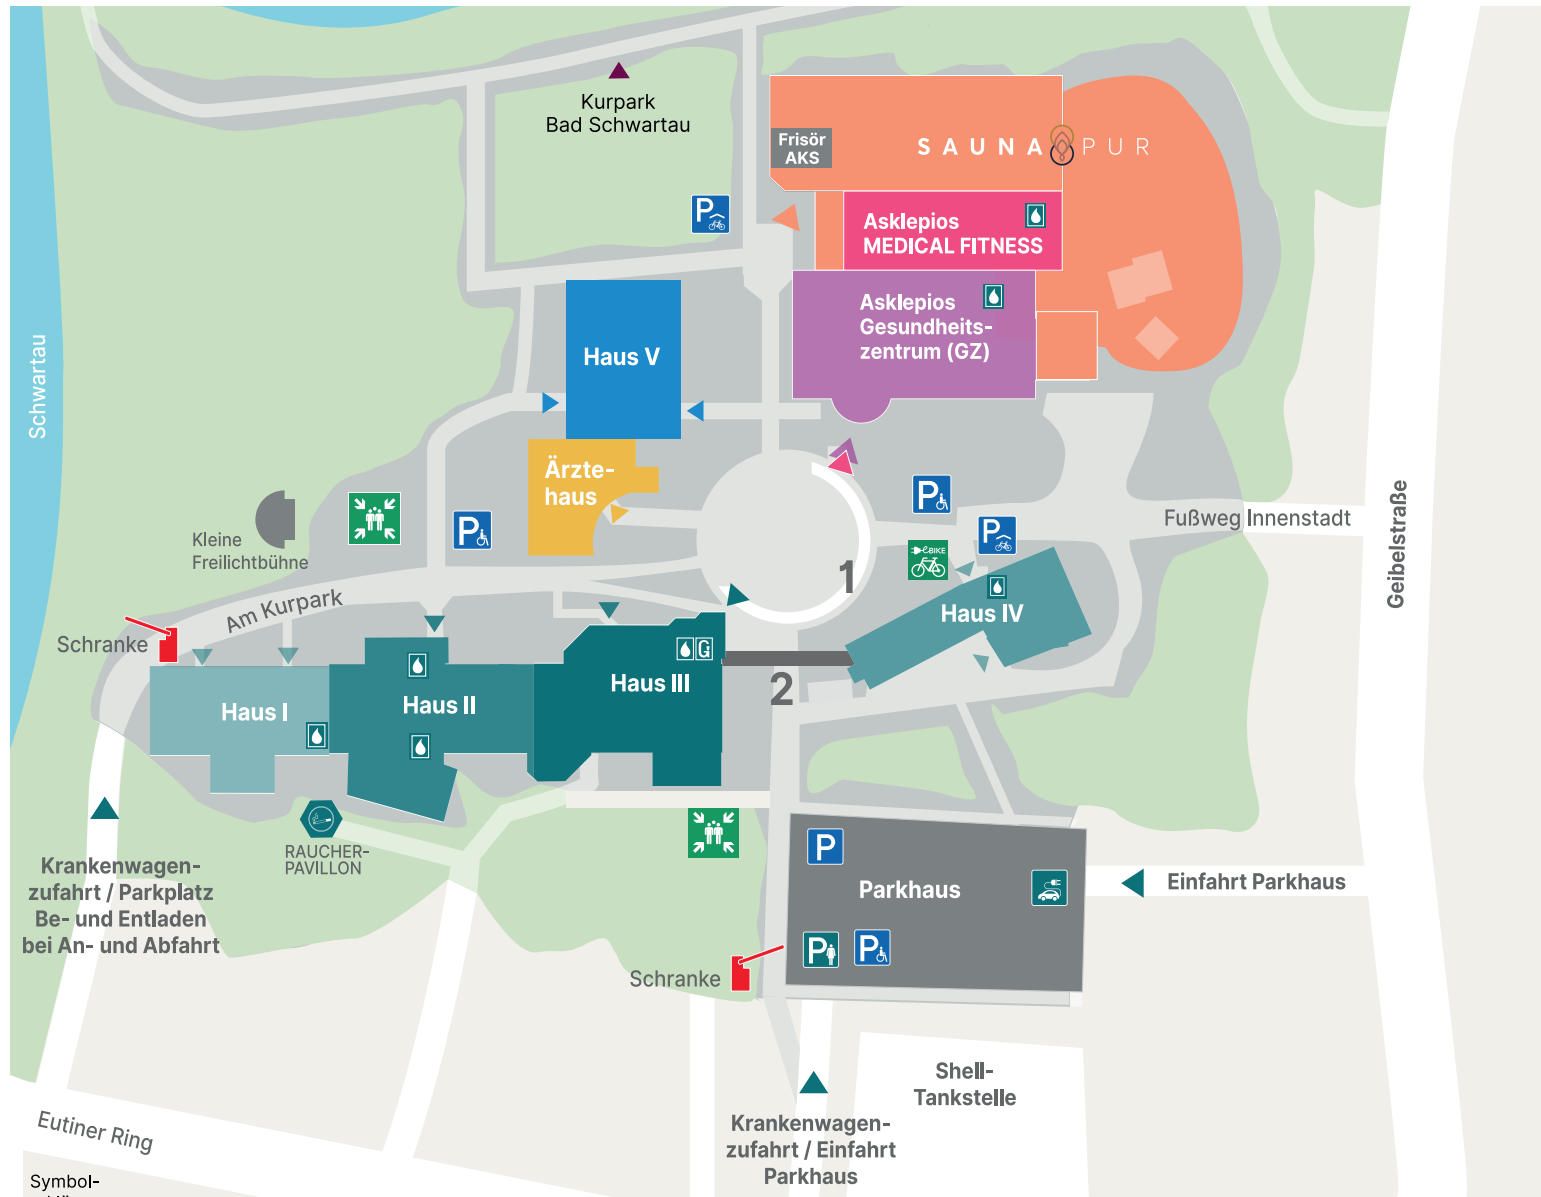 Kurpark
Bad Schwartau
Frisör
AKS
SAUNA PUR
Asklepios
MEDICAL FITNESS
Asklepios
Gesundheits-
zentrum (GZ)
Haus V
Schwartau
Ärzte-
haus
Kleine
Freilichtbühne
Fußweg Innenstadt
Geibelstraße
eBIKE
1
Haus IV
Am Kurpark
Schranke
G
Haus III
2
Haus I
Haus II
RAUCHER-
PAVILLON
P
Parkhaus
Einfahrt Parkhaus
Krankenwagen-
zufahrt / Parkplatz
Be- und Entladen
bei An- und Abfahrt
P
P
Schranke
Shell-
Tankstelle
Krankenwagen-
zufahrt / Einfahrt
Parkhaus
Eutiner Ring
Symbol-
P
P
P
P